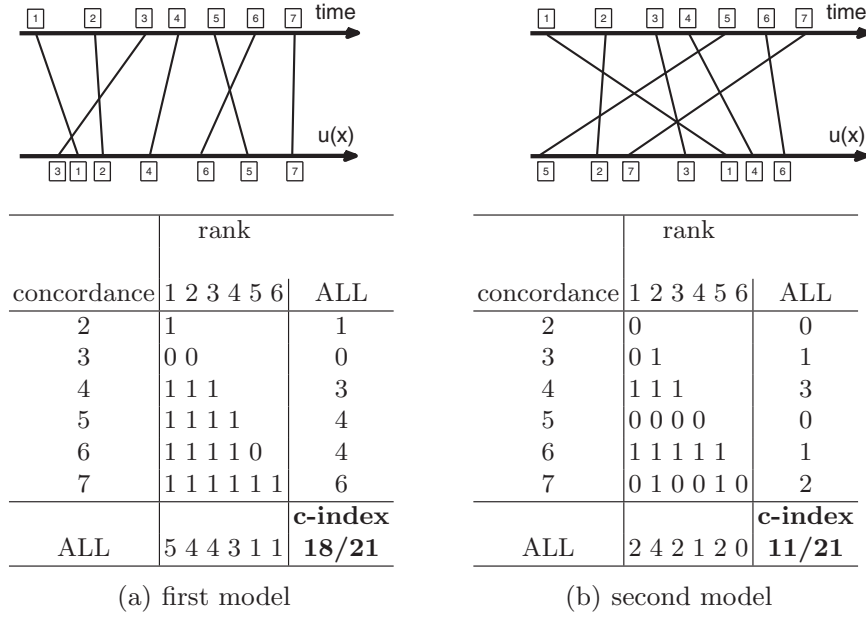 1 2 3 4 5 6 7 time
u(x)
3 1 2 4 6 5 7
rank
concordance 1 2 3 4 5 6 ALL
2 1 1
3 0 0 0
4 1 1 1 3
5 1 1 1 1 4
6 1 1 1 1 0 4
7 1 1 1 1 1 1 6
c-index
ALL 5 4 4 3 1 1 18/21
(a) first model
1 2 3 4 5 6 7 time
u(x)
5 2 7 3 1 4 6
rank
concordance 1 2 3 4 5 6 ALL
2 0 0
3 0 1 1
4 1 1 1 3
5 0 0 0 0 0
6 1 1 1 1 1 1
7 0 1 0 0 1 0 2
c-index
ALL 2 4 2 1 2 0 11/21
(b) second model